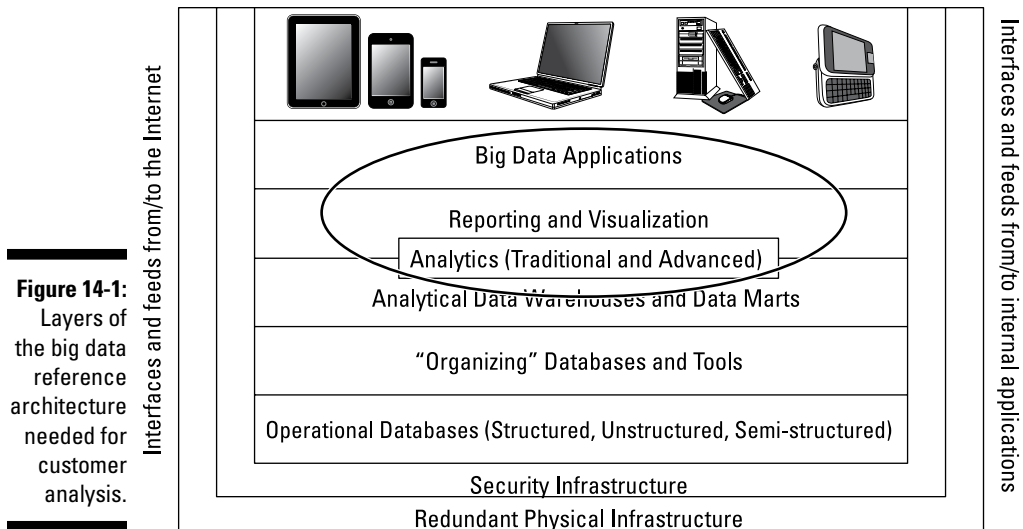 Interfaces and feeds from/to the Internet
Figure 14-1:
Layers of
the big data
reference
architecture
needed for
customer
analysis.
Big Data Applications
Reporting and Visualization
Analytics (Traditional and Advanced)
Analytical Data Warehouses and Data Marts
“Organizing” Databases and Tools
Operational Databases (Structured, Unstructured, Semi-structured)
Security Infrastructure
Redundant Physical Infrastructure
Interfaces and feeds from/to internal applications